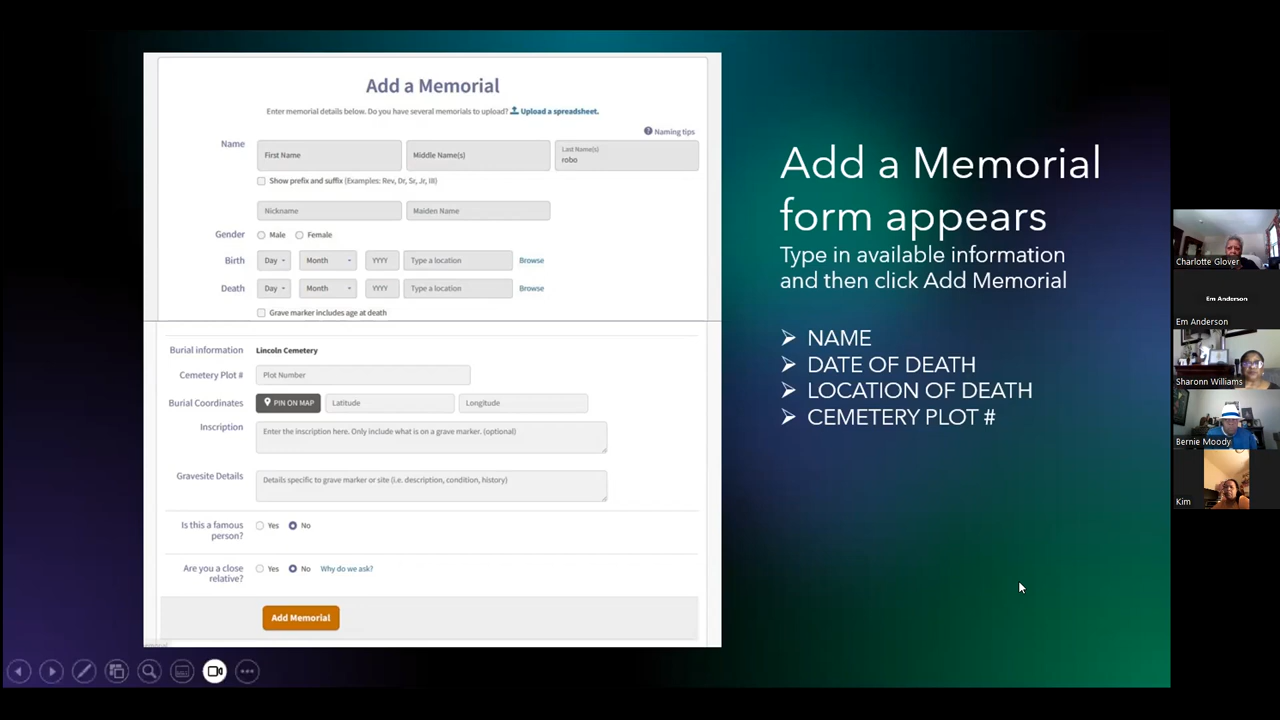 Add a Memorial
Enter memorial details below. Do you have several memorials to upload? Upload a spreadsheet.
Naming tips
Name
First Name
Middle Name(s)
Last Name(s)
robo
Show prefix and suffix (Examples: Rev, Dr, Sr, Jr, III)
Nickname
Maiden Name
Gender
Male
Female
Birth
Day
Month
YYYY
Type a location
Browse
Death
Day
Month
YYYY
Type a location
Browse
Grave marker includes age at death
Burial information
Lincoln Cemetery
Cemetery Plot #
Plot Number
Burial Coordinates
PIN ON MAP
Latitude
Longitude
Inscription
Enter the inscription here. Only include what is on a grave marker. (optional)
Gravesite Details
Details specific to grave marker or site (i.e. description, condition, history)
Is this a famous
person?
Yes
No
Are you a close
relative?
Yes
No
Why do we ask?
Add Memorial
Add a Memorial
form appears
Type in available information
and then click Add Memorial
NAME
DATE OF DEATH
LOCATION OF DEATH
CEMETERY PLOT #
Charlotte Glover
Em Anderson
Em Anderson
Sharonn Williams
Bernie Moody
Kim